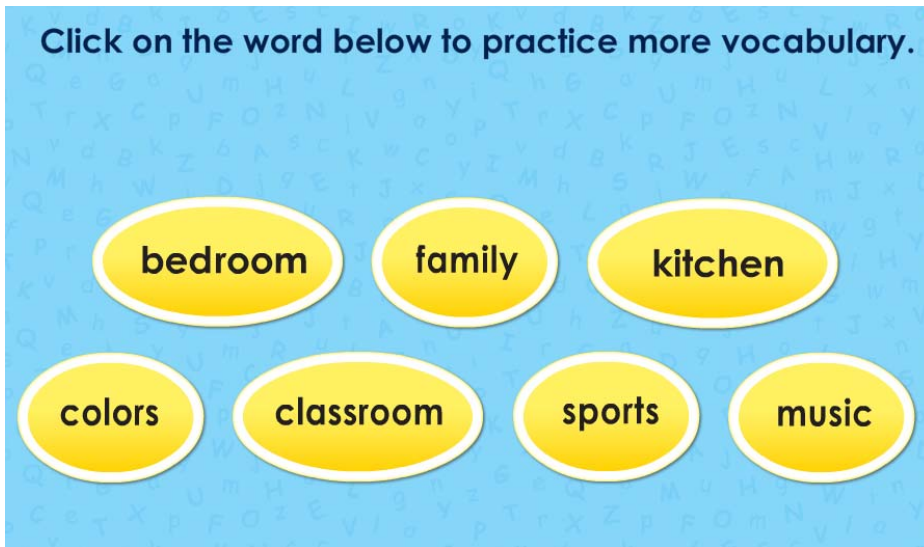 Click on the word below to practice more vocabulary.
bedroom family kitchen
colors classroom sports music